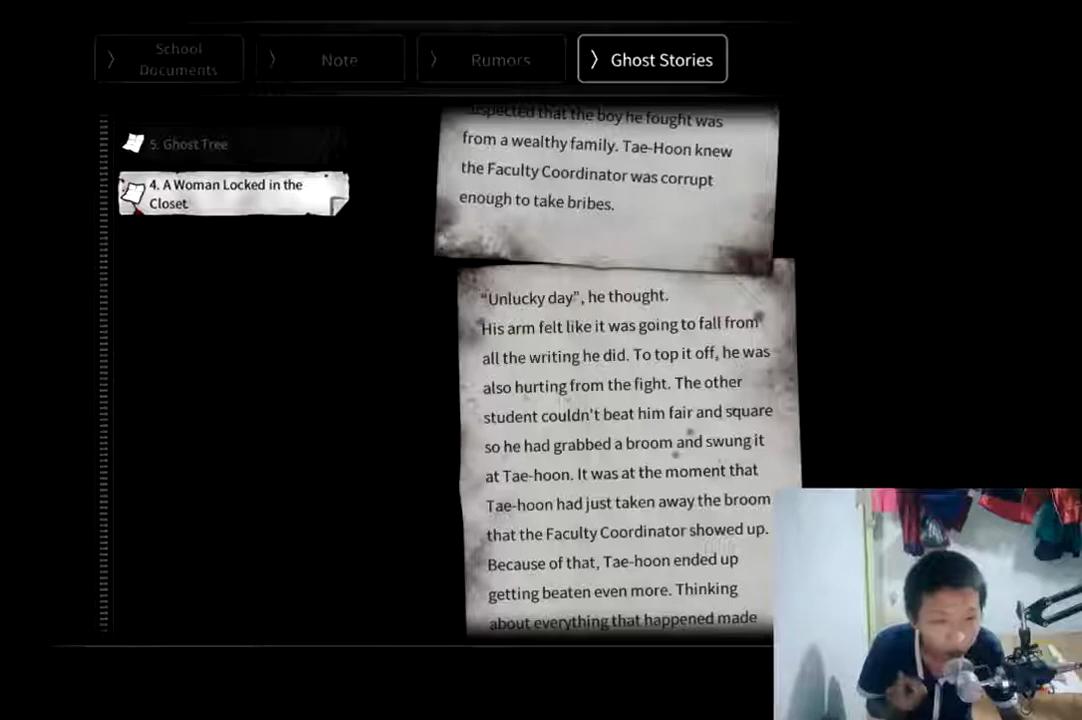 School
Documents
Note
Rumors
Ghost Stories
5. Ghost Tree
4. A Woman Locked in the
Closet
that the boy he fought was
from a wealthy family. Tae-Hoon knew
the Faculty Coordinator was corrupt
enough to take bribes.
“Unlucky day”, he thought.
His arm felt like it was going to fall from
all the writing he did. To top it off, he was
also hurting from the fight. The other
student couldn't beat him fair and square
so he had grabbed a broom and swung it
at Tae-hoon. It was at the moment that
Tae-hoon had just taken away the broom
that the Faculty Coordinator showed up.
Because of that, Tae-hoon ended up
getting beaten even more. Thinking
about everything that happened made